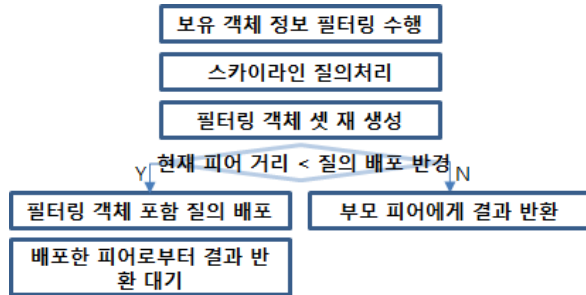 보유 객체 정보 필터링 수행
스카이라인 질의처리
필터링 객체 셋 재 생성
현재 피어 거리 < 질의 배포 반경
Y
N
필터링 객체 포함 질의 배포
부모 피어에게 결과 반환
배포한 피어로부터 결과 반
환 대기